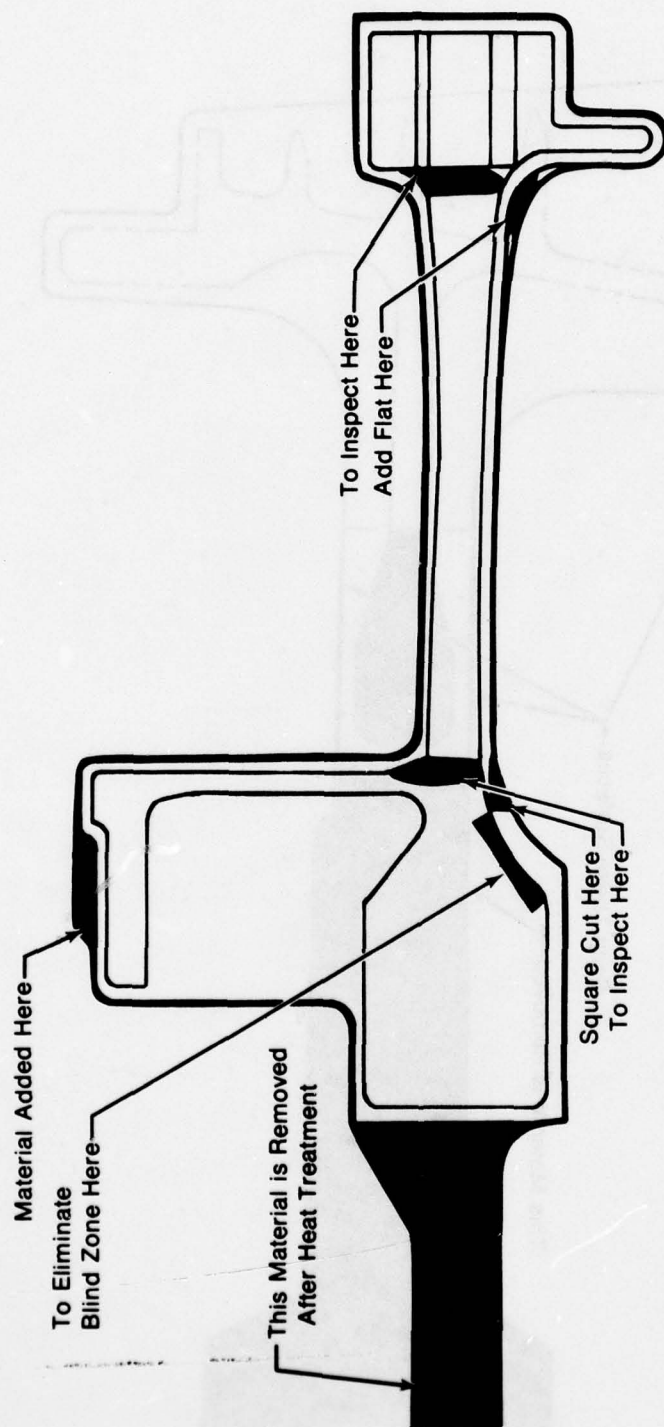 Material Added Here
To Eliminate
Blind Zone Here
This Material is Removed
After Heat Treatment
Square Cut Here
To Inspect Here
To Inspect Here
Add Flat Here